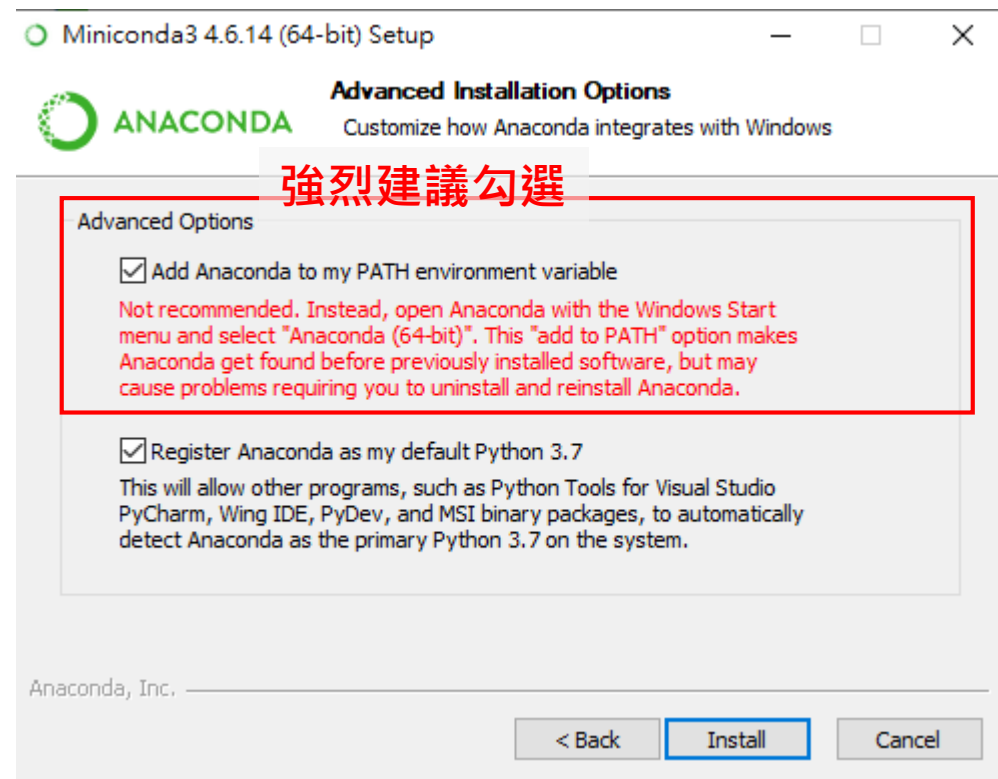 Miniconda3 4.6.14 (64-bit) Setup
ANACONDA
Advanced Installation Options
Customize how Anaconda integrates with Windows
強烈建議勾選
Advanced Options
Add Anaconda to my PATH environment variable
Not recommended. Instead, open Anaconda with the Windows Start
menu and select "Anaconda (64-bit)". This "add to PATH" option makes
Anaconda get found before previously installed software, but may
cause problems requiring you to uninstall and reinstall Anaconda.
Register Anaconda as my default Python 3.7
This will allow other programs, such as Python Tools for Visual Studio
PyCharm, Wing IDE, PyDev, and MSI binary packages, to automatically
detect Anaconda as the primary Python 3.7 on the system.
Anaconda, Inc.
< Back
Install
Cancel